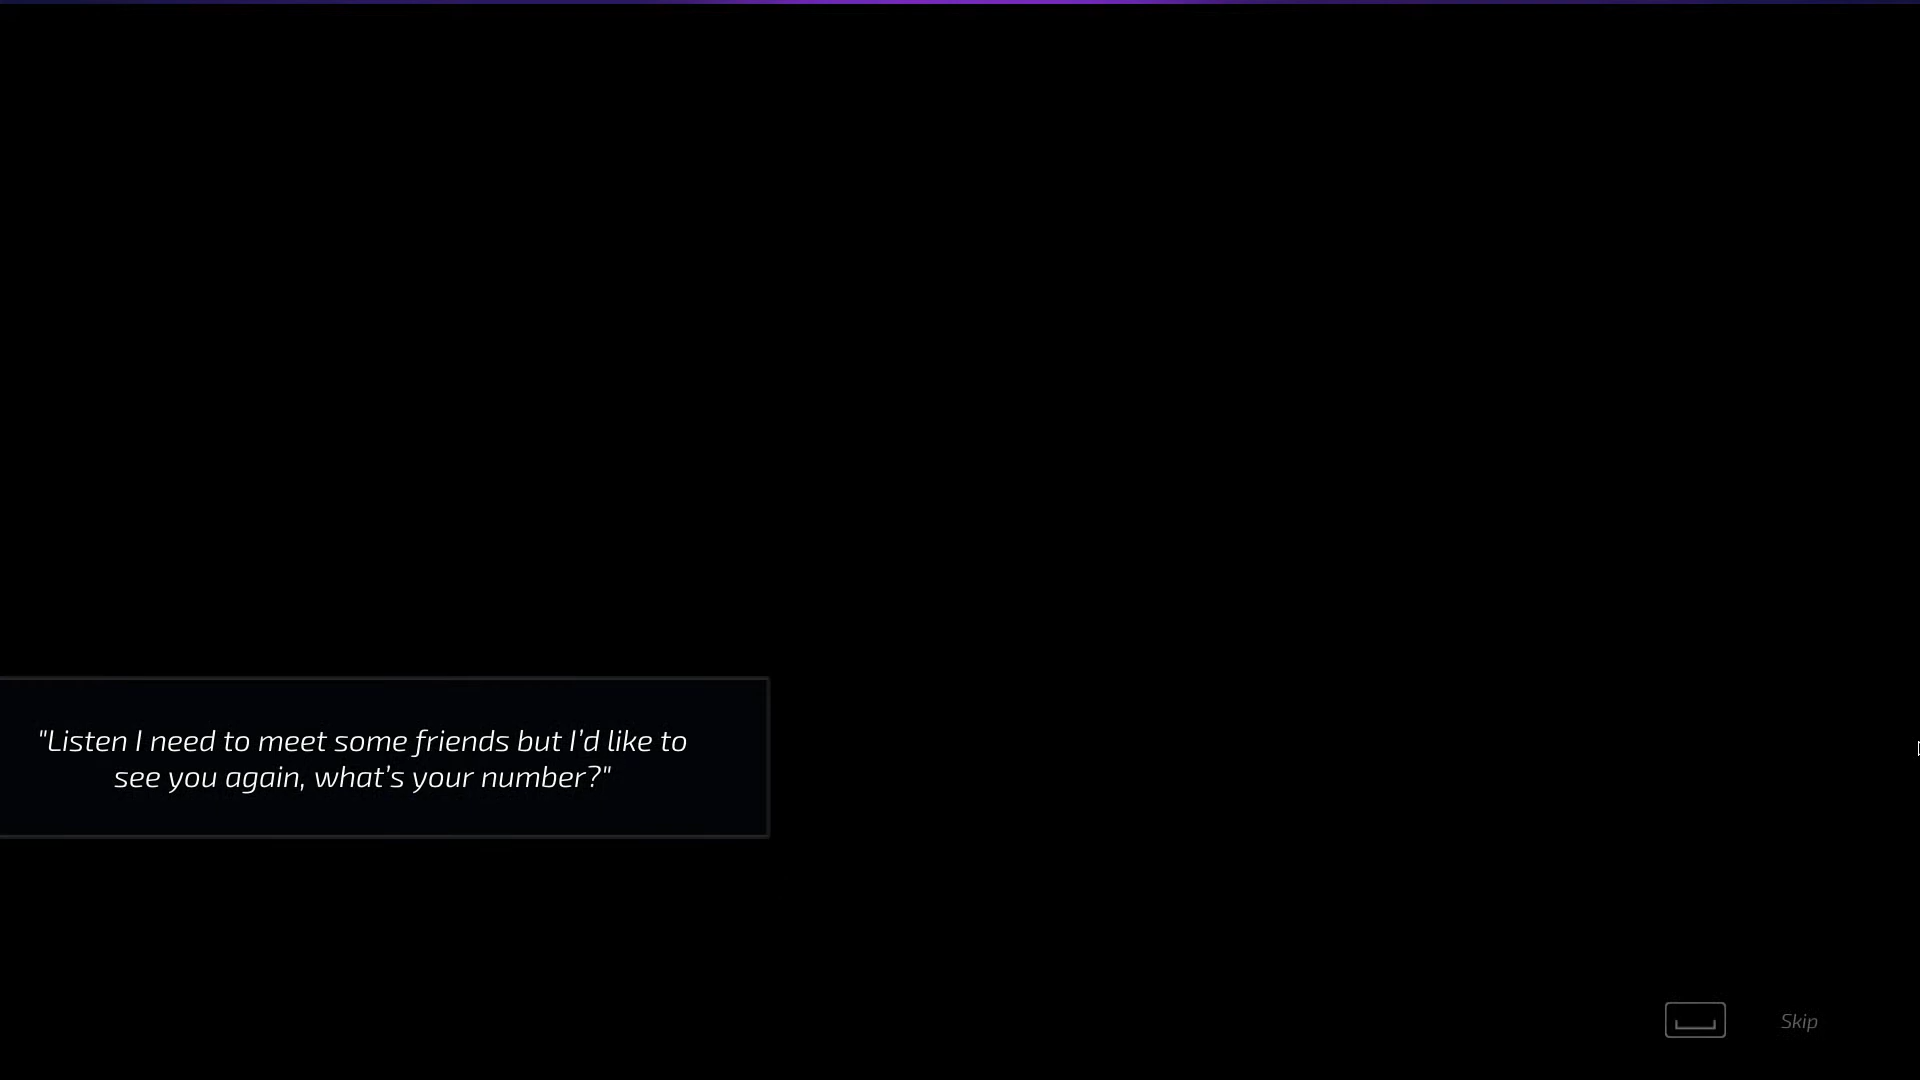 "Listen I need to meet some friends but I’d like to
see you again, what’s your number?"
Skip